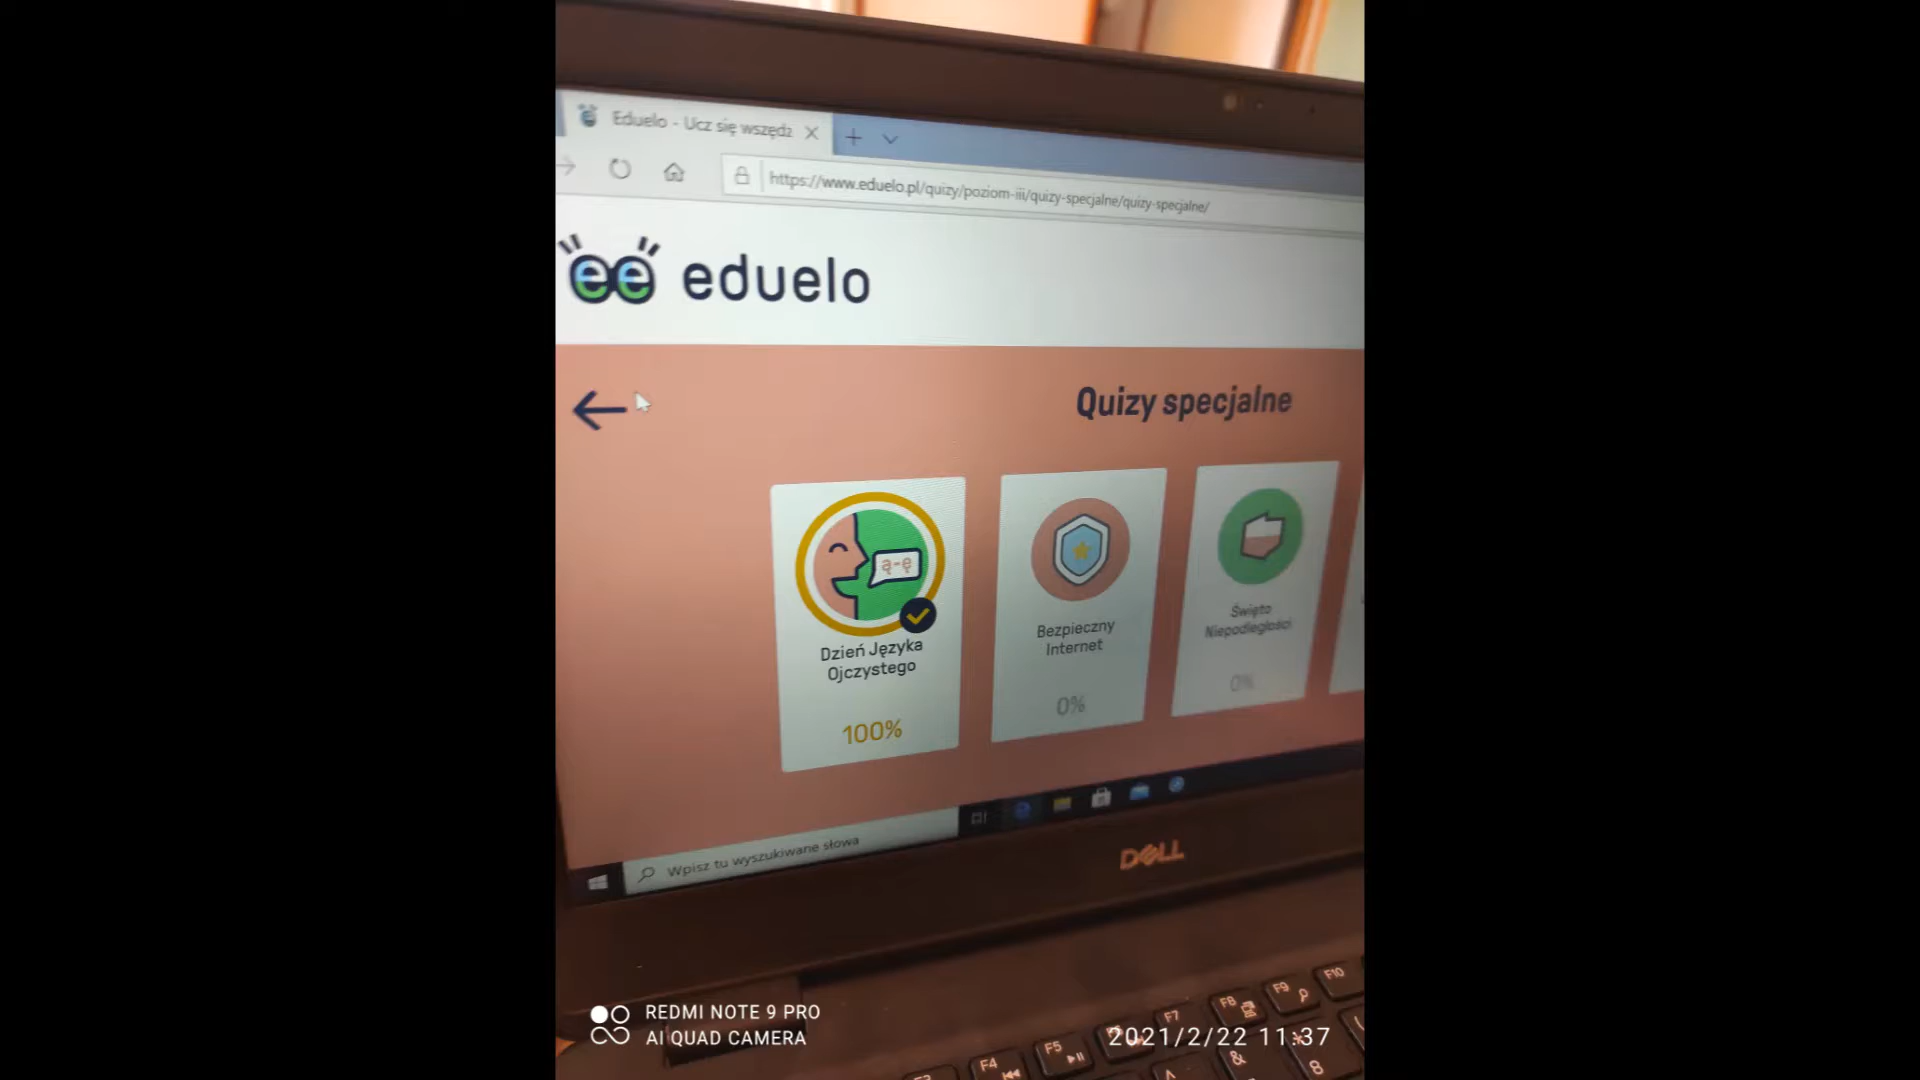 Eduelo - Ucz się wszędz
https://www.eduelo.pl/quizy/poziom-iii/quizy-specjalne/quizy-specjalne/
ee eduelo
Quizy specjalne
ą-ę
Dzień Języka
Ojczystego
100%
Bezpieczny
Internet
0%
Święto
Niepodległości
0%
Wpisz tu wyszukiwane słowa
DELL
F10
F9
F8
F7
F5
F4
&
8
REDMI NOTE 9 PRO
AI QUAD CAMERA
2021/2/22 11:37